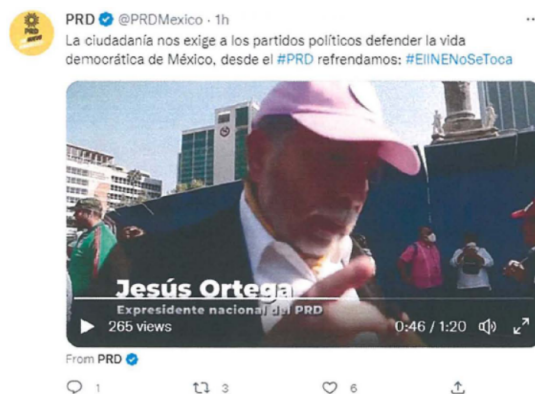 PRD @PRDMexico · 1h
La ciudadanía nos exige a los partidos políticos defender la vida
democrática de México, desde el #PRD refrendamos: #ElINENoSeToca
Jesús Ortega
Expresidente nacional del PRD
265 views
0:46 / 1:20
From PRD
1
3
6